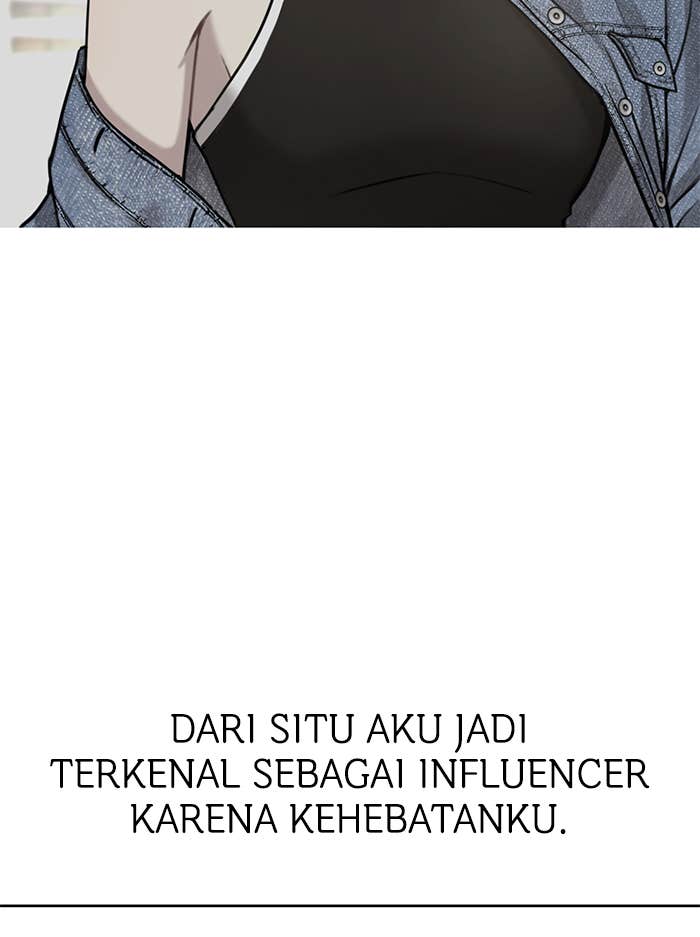 DARI SITU AKU JADI
TERKENAL SEBAGAI INFLUENCER
KARENA KEHEBATANKU.